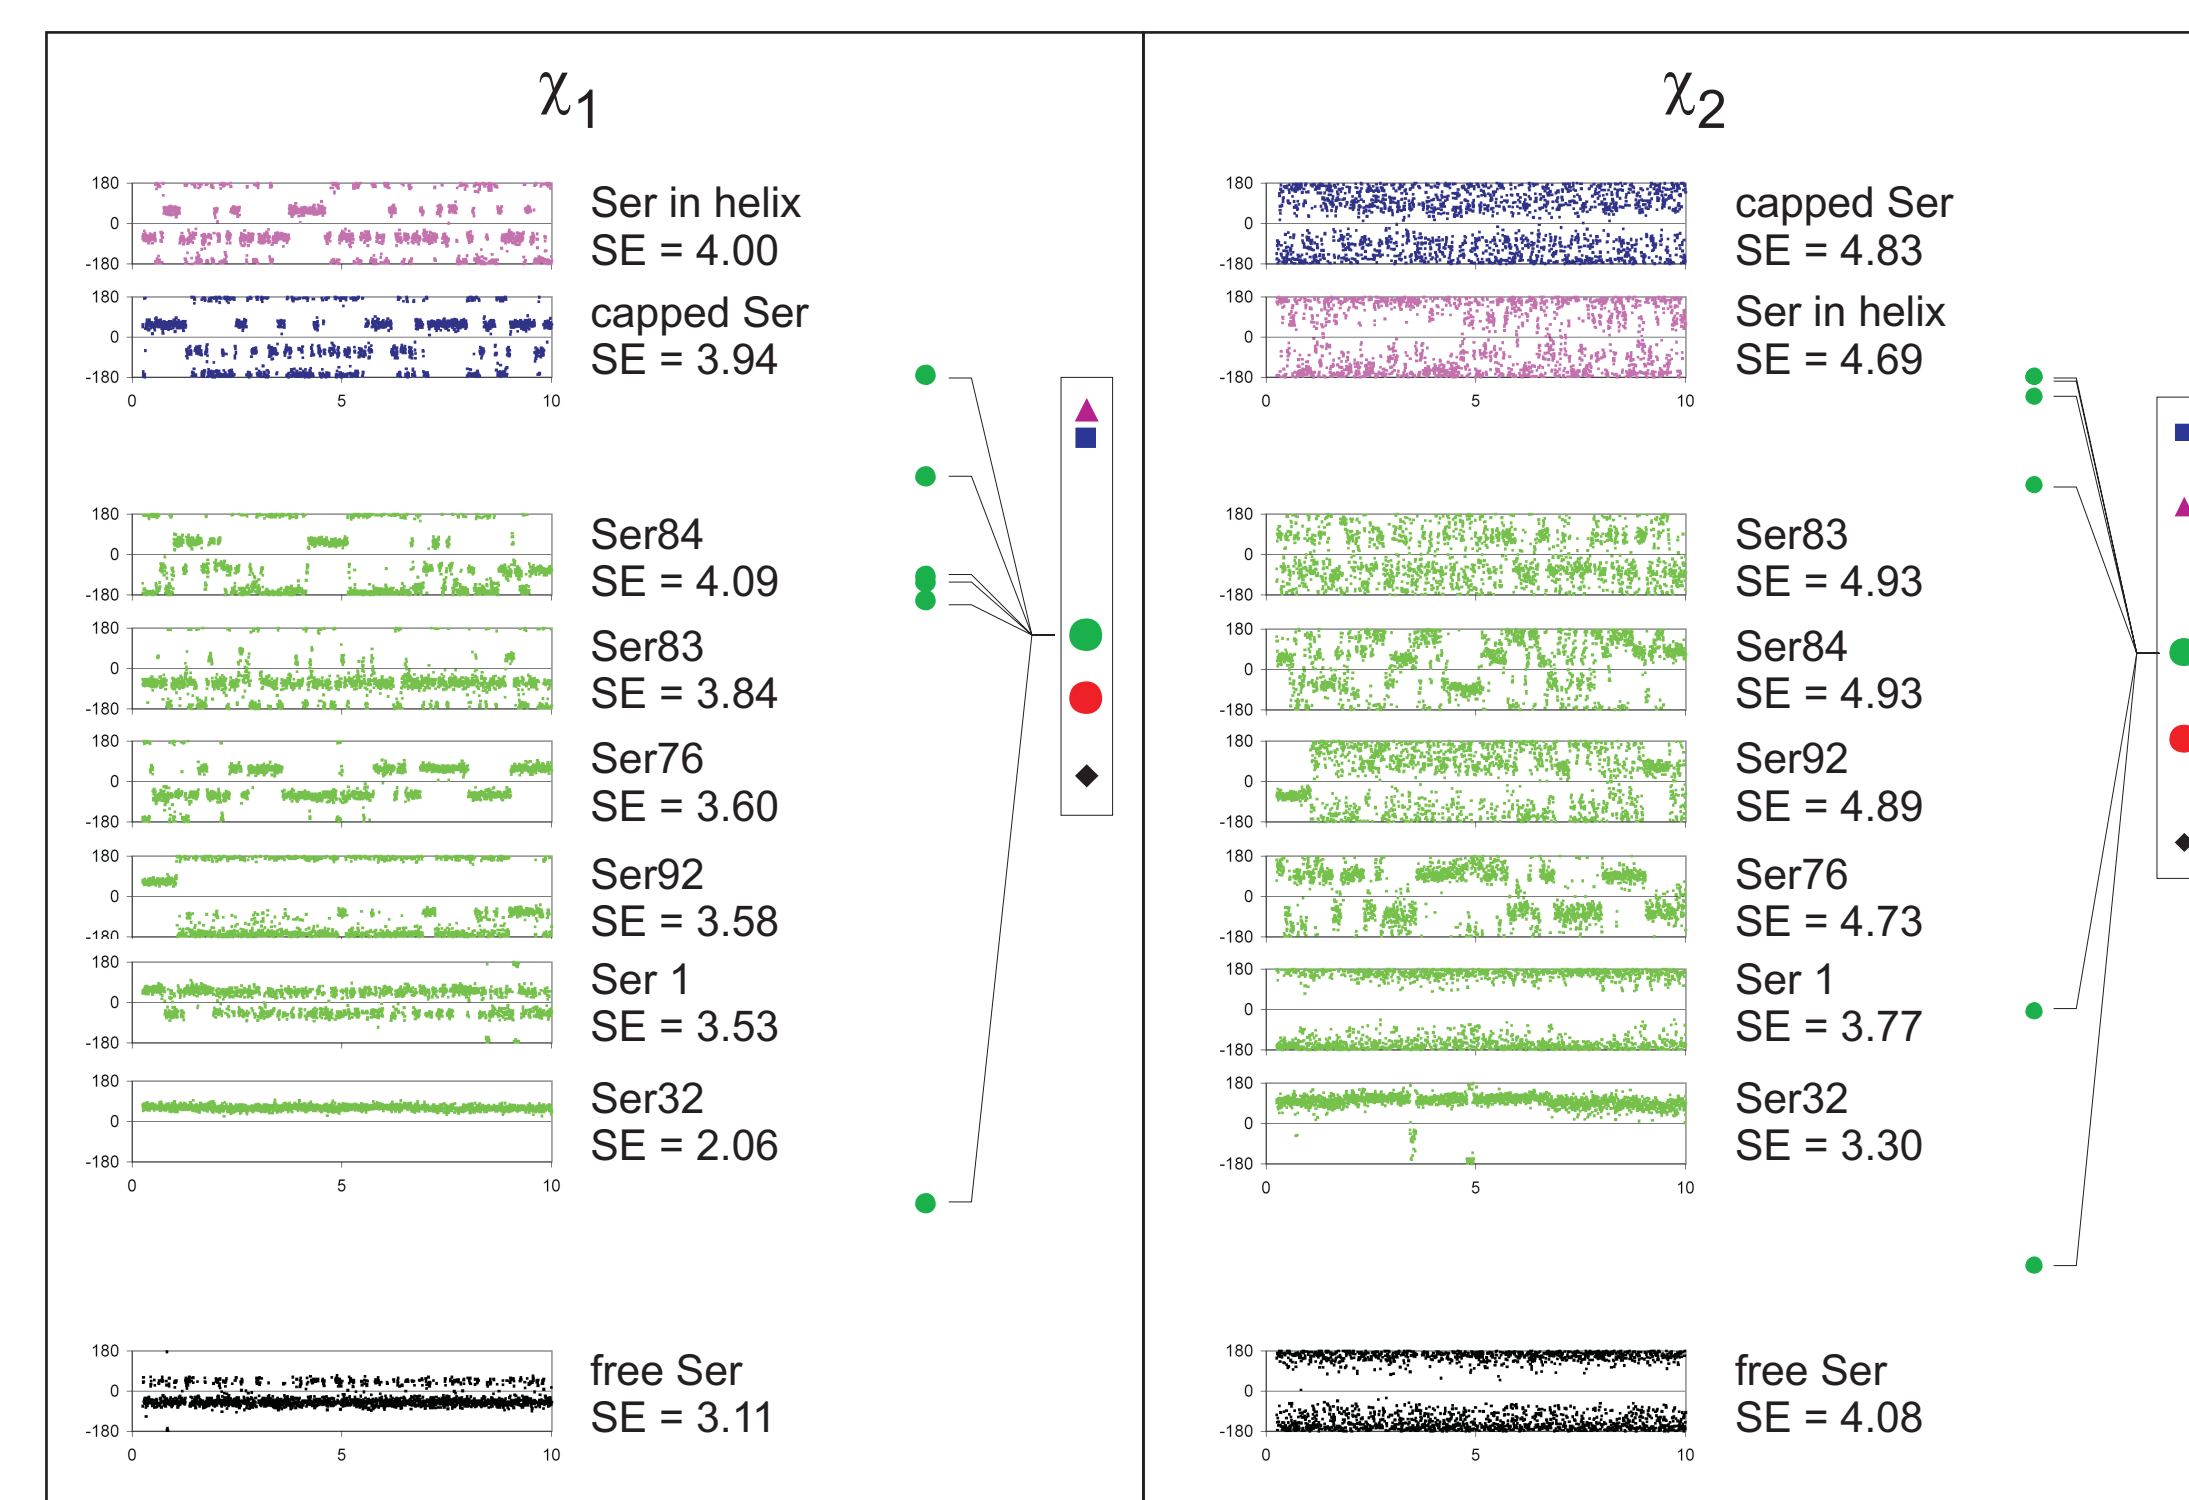 χ1
180
0
-180
Ser in helix
SE = 4.00
180
0
-180
0 5 10
capped Ser
SE = 3.94
180
0
-180
Ser84
SE = 4.09
180
0
-180
Ser83
SE = 3.84
180
0
-180
Ser76
SE = 3.60
180
0
-180
Ser92
SE = 3.58
180
0
-180
Ser 1
SE = 3.53
180
0
-180
0 5 10
Ser32
SE = 2.06
180
0
-180
0 5 10
free Ser
SE = 3.11
χ2
180
0
-180
capped Ser
SE = 4.83
180
0
-180
0 5 10
Ser in helix
SE = 4.69
180
0
-180
Ser83
SE = 4.93
180
0
-180
Ser84
SE = 4.93
180
0
-180
Ser92
SE = 4.89
180
0
-180
Ser76
SE = 4.73
180
0
-180
Ser 1
SE = 3.77
180
0
-180
0 5 10
Ser32
SE = 3.30
180
0
-180
0 5 10
free Ser
SE = 4.08